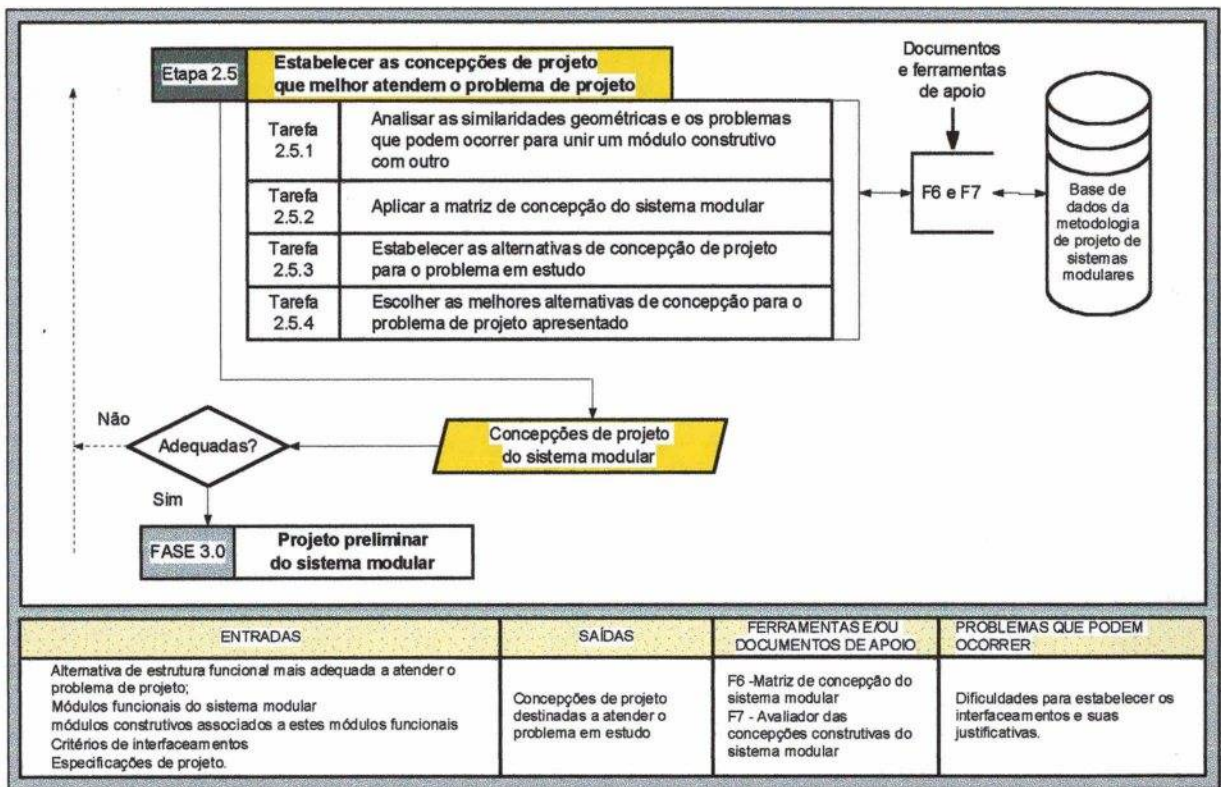 Etapa 2.5
Estabelecer as concepções de projeto
que melhor atendem o problema de projeto
Tarefa
2.5.1
Analisar as similaridades geométricas e os problemas
que podem ocorrer para unir um módulo construtivo
com outro
Tarefa
2.5.2
Aplicar a matriz de concepção do sistema modular
Tarefa
2.5.3
Estabelecer as alternativas de concepção de projeto
para o problema em estudo
Tarefa
2.5.4
Escolher as melhores alternativas de concepção para o
problema de projeto apresentado
Documentos
e ferramentas
de apoio
F6 e F7
Base de
dados da
metodologia
de projeto de
sistemas
modulares
Concepções de projeto
do sistema modular
Adequadas?
Não
Sim
FASE 3.0
Projeto preliminar
do sistema modular
ENTRADAS
Alternativa de estrutura funcional mais adequada a atender o
problema de projeto;
Módulos funcionais do sistema modular
módulos construtivos associados a estes módulos funcionais
Critérios de interfaceamentos
Especificações de projeto.
SAÍDAS
Concepções de projeto
destinadas a atender o
problema em estudo
FERRAMENTAS E/OU
DOCUMENTOS DE APOIO
F6 -Matriz de concepção do
sistema modular
F7 - Avaliador das
concepções construtivas do
sistema modular
PROBLEMAS QUE PODEM
OCORRER
Dificuldades para estabelecer os
interfaceamentos e suas
justificativas.